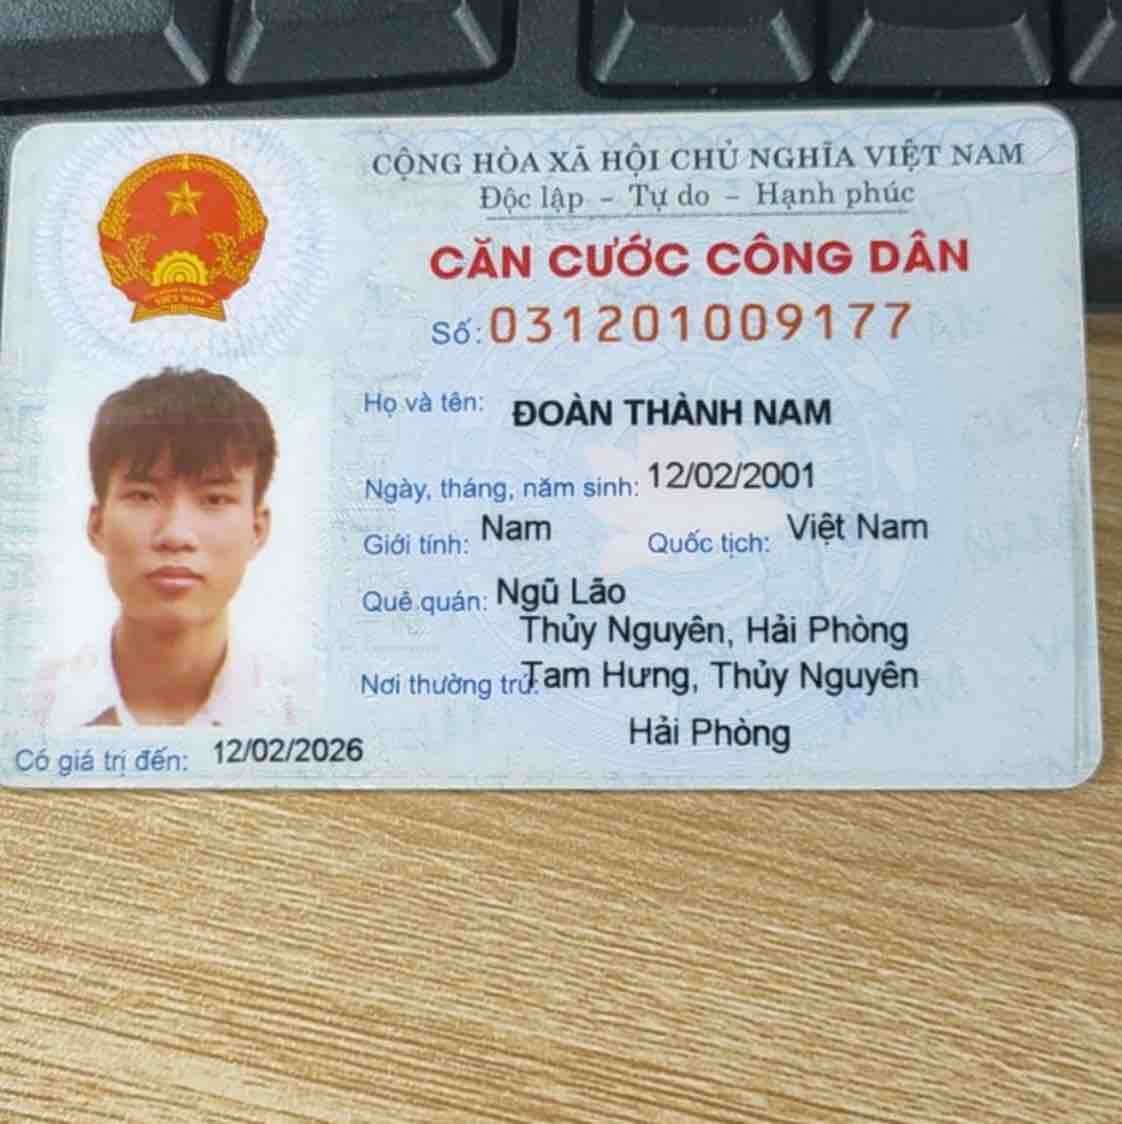 CỘNG HÒA XÃ HỘI CHỦ NGHĨA VIỆT NAM
Độc lập - Tự do - Hạnh phúc
CĂN CƯỚC CÔNG DÂN
Số: 031201009177
Họ và tên: ĐOÀN THÀNH NAM
Ngày, tháng, năm sinh: 12/02/2001
Giới tính: Nam Quốc tịch: Việt Nam
Quê quán: Ngũ Lão
Thủy Nguyên, Hải Phòng
Nơi thường trú: Tam Hưng, Thủy Nguyên
Hải Phòng
Có giá trị đến: 12/02/2026